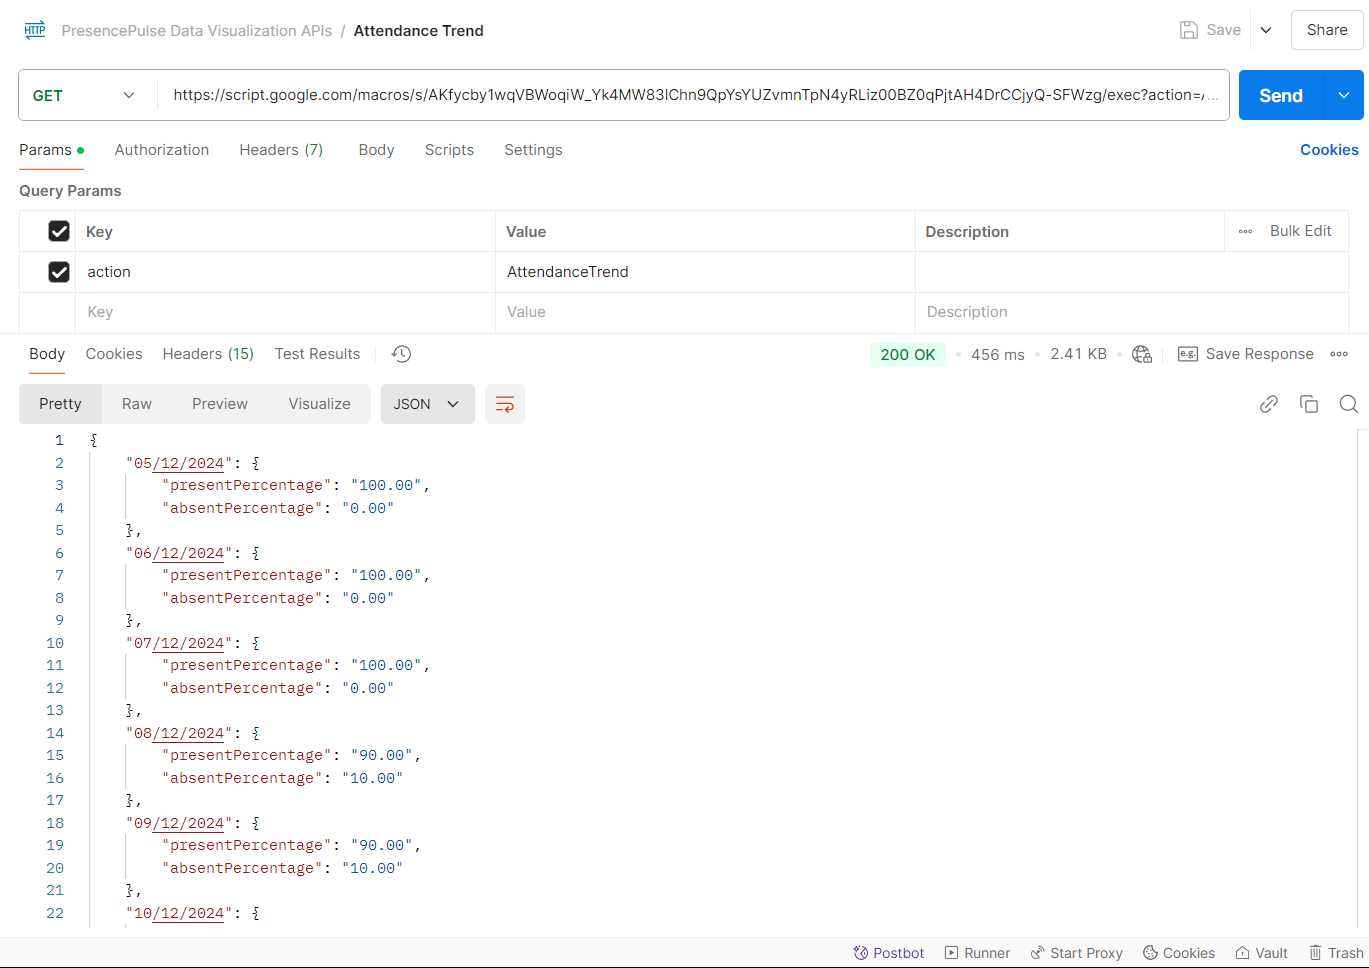 HTTP PresencePulse Data Visualization APIs / Attendance Trend Save Share
GET https://script.google.com/macros/s/AKfycby1wqVBWoqiW_Yk4MW83IChn9QpYsYUZvmnTpN4yRLiz00BZ0qPjtAH4DrCCjyQ-SFWzg/exec?action=A... Send
Params Authorization Headers (7) Body Scripts Settings Cookies
Query Params
Key Value Description Bulk Edit
action AttendanceTrend
Key Value Description
Body Cookies Headers (15) Test Results 200 OK 456 ms 2.41 KB e.g. Save Response
Pretty Raw Preview Visualize JSON
1 {
2 "05/12/2024": {
3 "presentPercentage": "100.00",
4 "absentPercentage": "0.00"
5 },
6 "06/12/2024": {
7 "presentPercentage": "100.00",
8 "absentPercentage": "0.00"
9 },
10 "07/12/2024": {
11 "presentPercentage": "100.00",
12 "absentPercentage": "0.00"
13 },
14 "08/12/2024": {
15 "presentPercentage": "90.00",
16 "absentPercentage": "10.00"
17 },
18 "09/12/2024": {
19 "presentPercentage": "90.00",
20 "absentPercentage": "10.00"
21 },
22 "10/12/2024": {
Postbot Runner Start Proxy Cookies Vault Trash